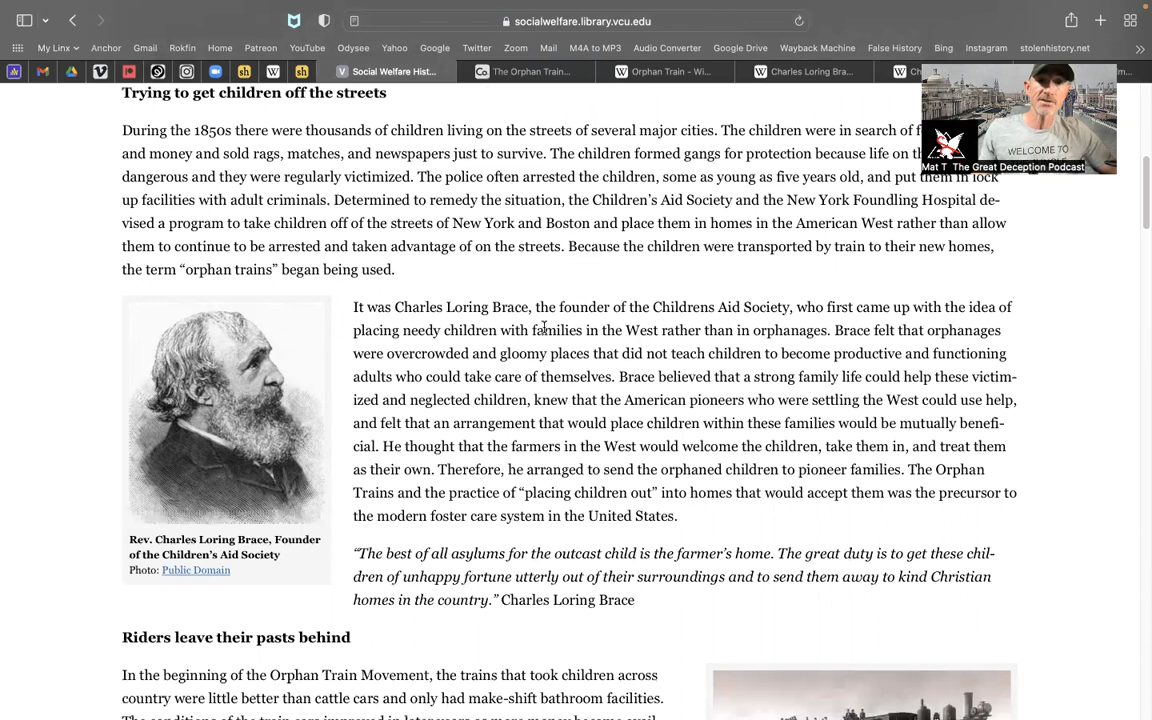 socialwelfare.library.vcu.edu
My Linx Anchor Gmail Rokfin Home Patreon YouTube Odysee Yahoo Google Twitter Zoom Mail M4A to MP3 Audio Converter Google Drive Wayback Machine False History Bing Instagram stolenhistory.net
Social Welfare Hist... The Orphan Train... Orphan Train - Wi... Charles Loring Bra...
Trying to get children off the streets
During the 1850s there were thousands of children living on the streets of several major cities. The children were in search of
and money and sold rags, matches, and newspapers just to survive. The children formed gangs for protection because life on
dangerous and they were regularly victimized. The police often arrested the children, some as young as five years old, and put them in lock
up facilities with adult criminals. Determined to remedy the situation, the Children’s Aid Society and the New York Foundling Hospital de-
vised a program to take children off of the streets of New York and Boston and place them in homes in the American West rather than allow
them to continue to be arrested and taken advantage of on the streets. Because the children were transported by train to their new homes,
the term “orphan trains” began being used.
WELCOME TO
Mat T The Great Deception Podcast
It was Charles Loring Brace, the founder of the Childrens Aid Society, who first came up with the idea of
placing needy children with families in the West rather than in orphanages. Brace felt that orphanages
were overcrowded and gloomy places that did not teach children to become productive and functioning
adults who could take care of themselves. Brace believed that a strong family life could help these victim-
ized and neglected children, knew that the American pioneers who were settling the West could use help,
and felt that an arrangement that would place children within these families would be mutually benefi-
cial. He thought that the farmers in the West would welcome the children, take them in, and treat them
as their own. Therefore, he arranged to send the orphaned children to pioneer families. The Orphan
Trains and the practice of “placing children out” into homes that would accept them was the precursor to
the modern foster care system in the United States.
Rev. Charles Loring Brace, Founder
of the Children’s Aid Society
Photo: Public Domain
“The best of all asylums for the outcast child is the farmer’s home. The great duty is to get these chil-
dren of unhappy fortune utterly out of their surroundings and to send them away to kind Christian
homes in the country.” Charles Loring Brace
Riders leave their pasts behind
In the beginning of the Orphan Train Movement, the trains that took children across
country were little better than cattle cars and only had make-shift bathroom facilities.